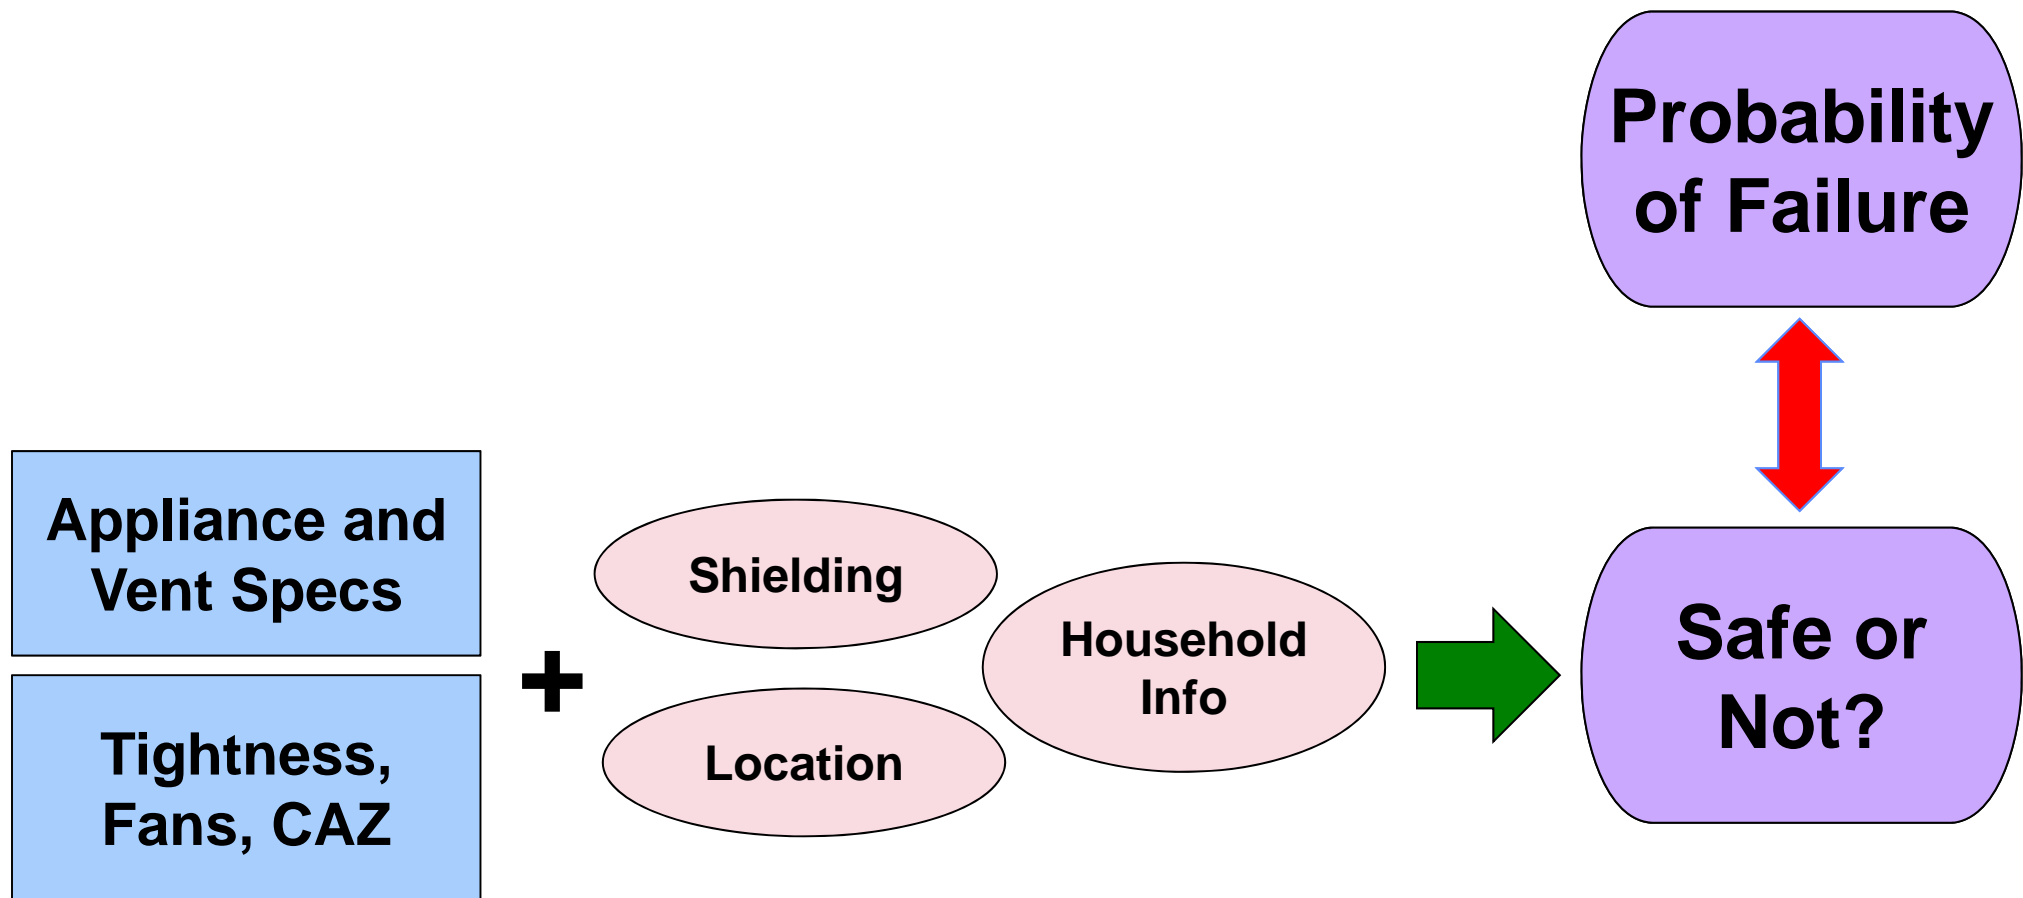 Probability
of Failure
Appliance and
Vent Specs
Tightness,
Fans, CAZ
+
Shielding
Location
Household
Info
Safe or
Not?